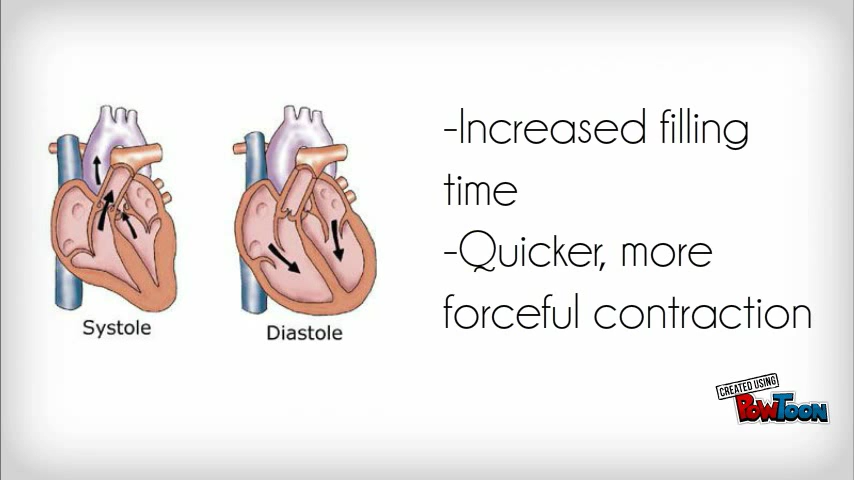 -Increased filling
time
-Quicker, more
forceful contraction
Systole
Diastole
CREATED USING
POWTOON